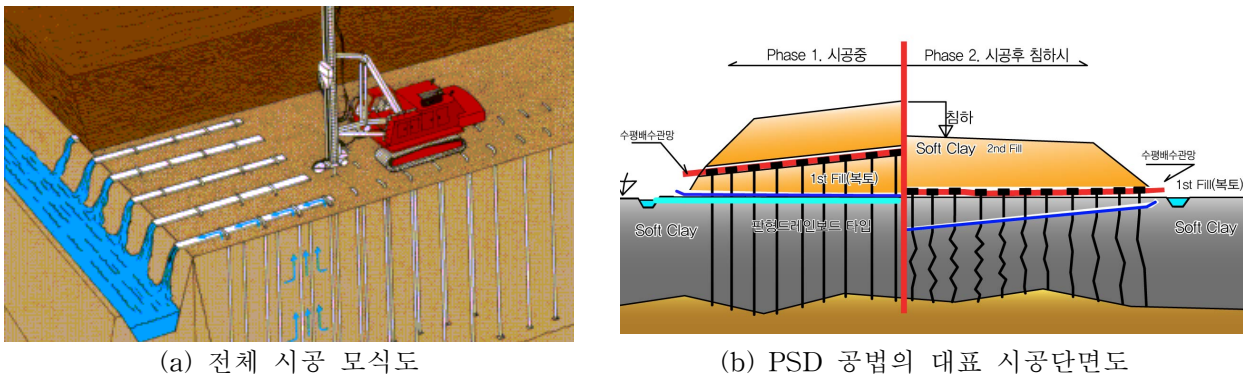 Phase 1. 시공중
Phase 2. 시공후 침하시
침하
수평배수관망
수평배수관망
Soft Clay 2nd Fill
1st Fill(복토)
1st Fill(복토)
Soft Clay
판형드레인보드 타입
Soft Clay
(a) 전체 시공 모식도
(b) PSD 공법의 대표 시공단면도